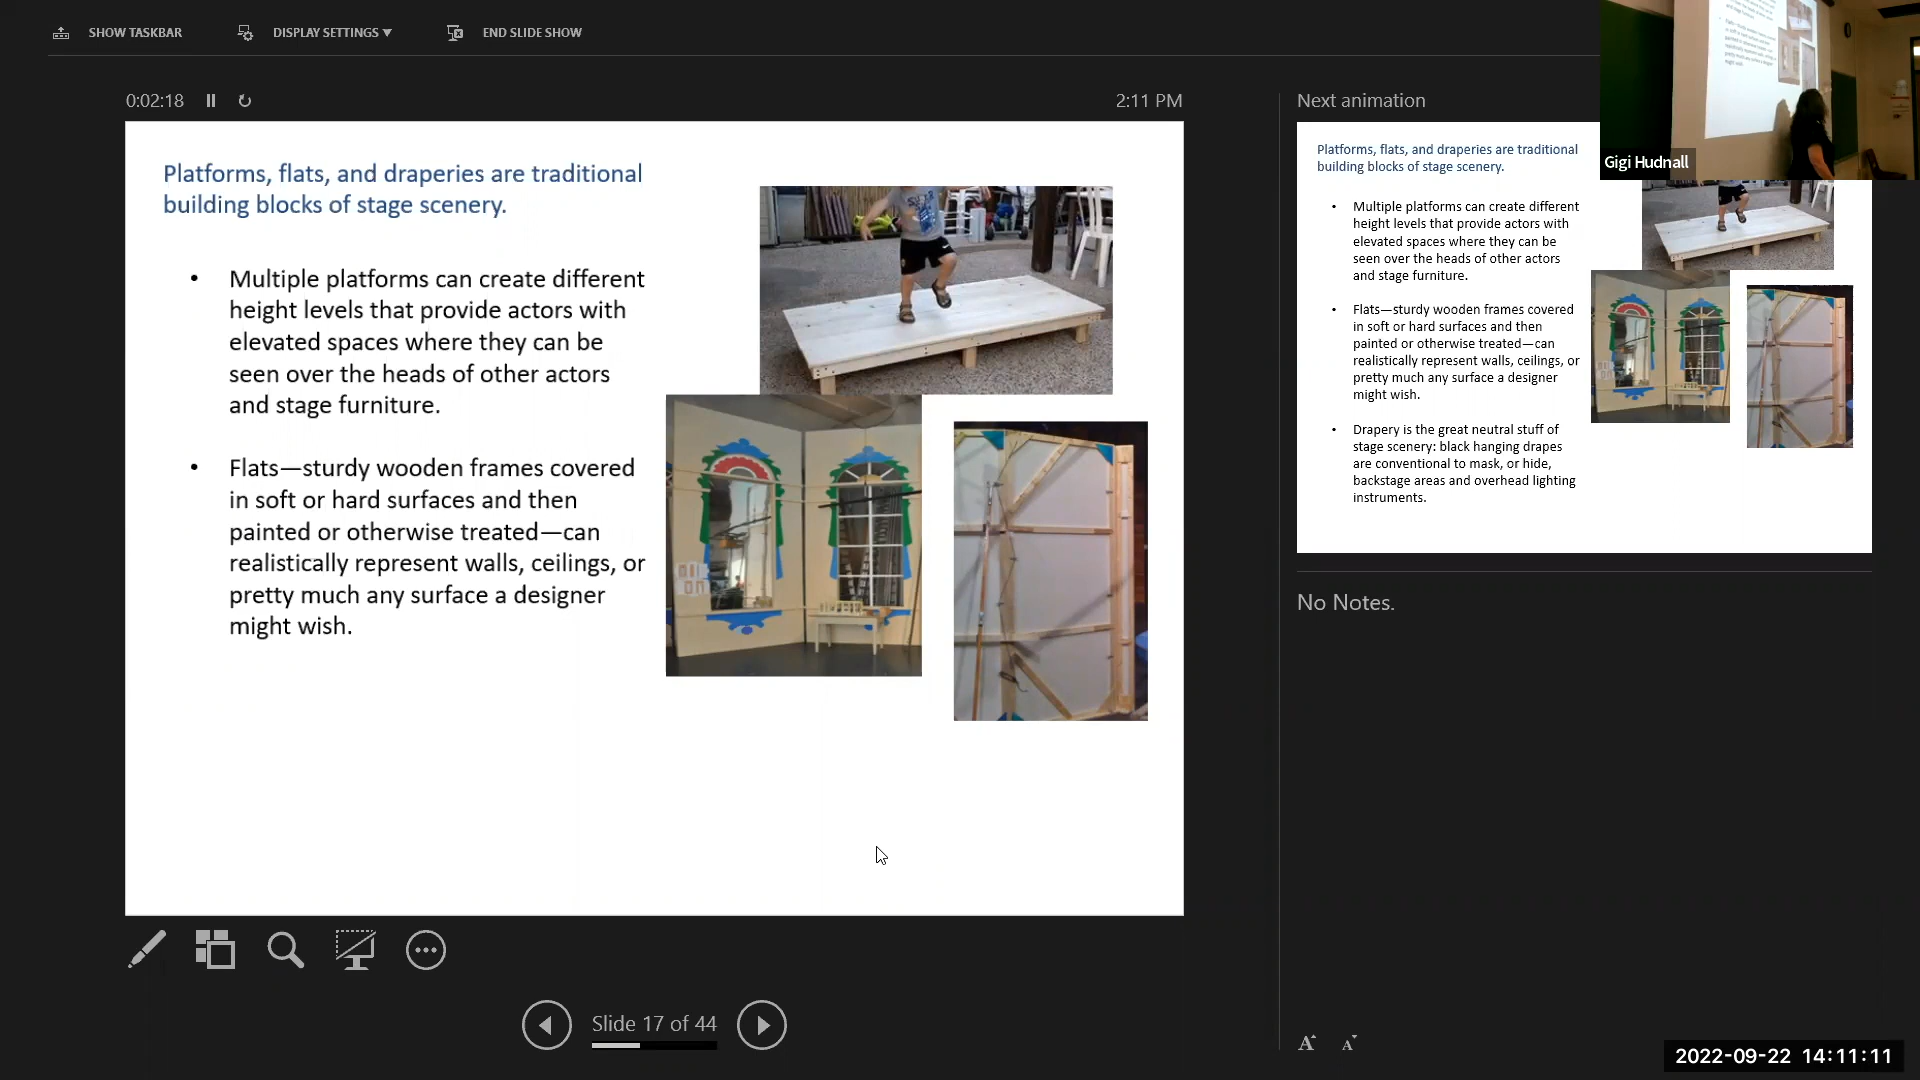 SHOW TASKBAR
DISPLAY SETTINGS ▼
END SLIDE SHOW
0:02:18
2:11 PM
Platforms, flats, and draperies are traditional
building blocks of stage scenery.
• Multiple platforms can create different
height levels that provide actors with
elevated spaces where they can be
seen over the heads of other actors
and stage furniture.
• Flats—sturdy wooden frames covered
in soft or hard surfaces and then
painted or otherwise treated—can
realistically represent walls, ceilings, or
pretty much any surface a designer
might wish.
Slide 17 of 44
Next animation
Gigi Hudnall
Platforms, flats, and draperies are traditional
building blocks of stage scenery.
• Multiple platforms can create different
height levels that provide actors with
elevated spaces where they can be
seen over the heads of other actors
and stage furniture.
• Flats—sturdy wooden frames covered
in soft or hard surfaces and then
painted or otherwise treated—can
realistically represent walls, ceilings, or
pretty much any surface a designer
might wish.
• Drapery is the great neutral stuff of
stage scenery: black hanging drapes
are conventional to mask, or hide,
backstage areas and overhead lighting
instruments.
No Notes.
A A
2022-09-22 14:11:11